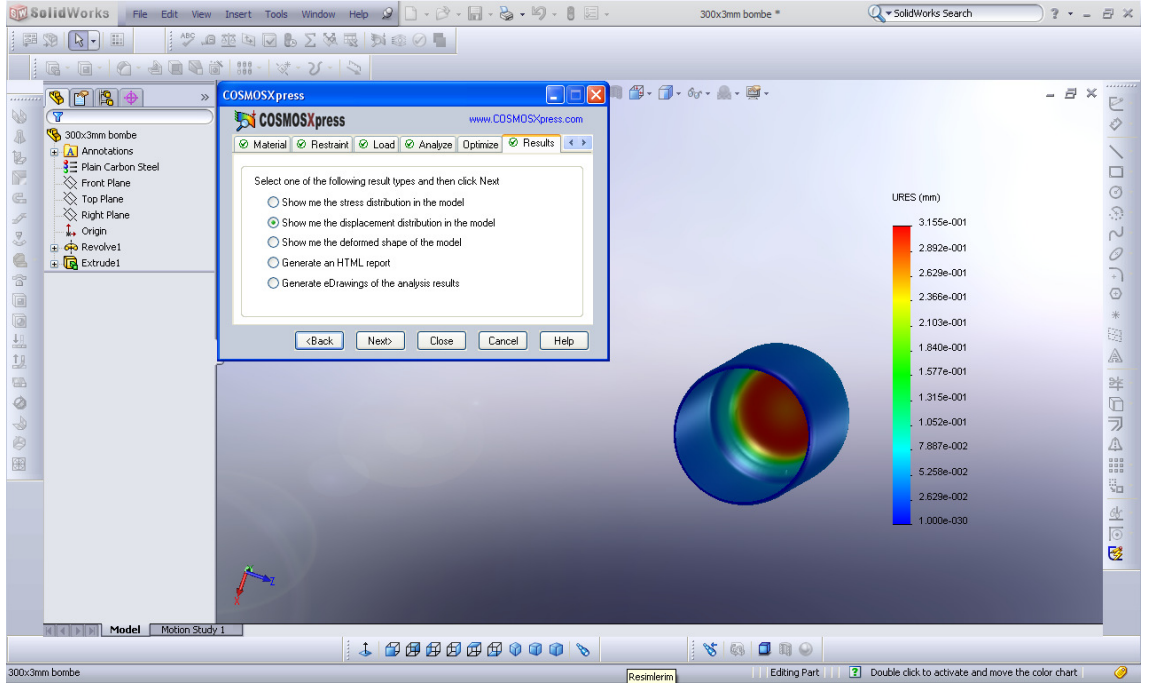 SolidWorks File Edit View Insert Tools Window Help 300x3mm bombe * SolidWorks Search ?
ABC
COSMOSXpress
COSMOSXpress www.COSMOSXpress.com
Material Restraint Load Analyze Optimize Results
Select one of the following result types and then click Next
Show me the stress distribution in the model
Show me the displacement distribution in the model
Show me the deformed shape of the model
Generate an HTML report
Generate eDrawings of the analysis results
<Back Next> Close Cancel Help
300x3mm bombe
Annotations
Plain Carbon Steel
Front Plane
Top Plane
Right Plane
Origin
Revolve1
Extrude1
URES (mm)
3.155e-001
2.892e-001
2.629e-001
2.366e-001
2.103e-001
1.840e-001
1.577e-001
1.315e-001
1.052e-001
7.887e-002
5.258e-002
2.629e-002
1.000e-030
Z
X
Model Motion Study 1
300x3mm bombe Resimlerim Editing Part ? Double click to activate and move the color chart